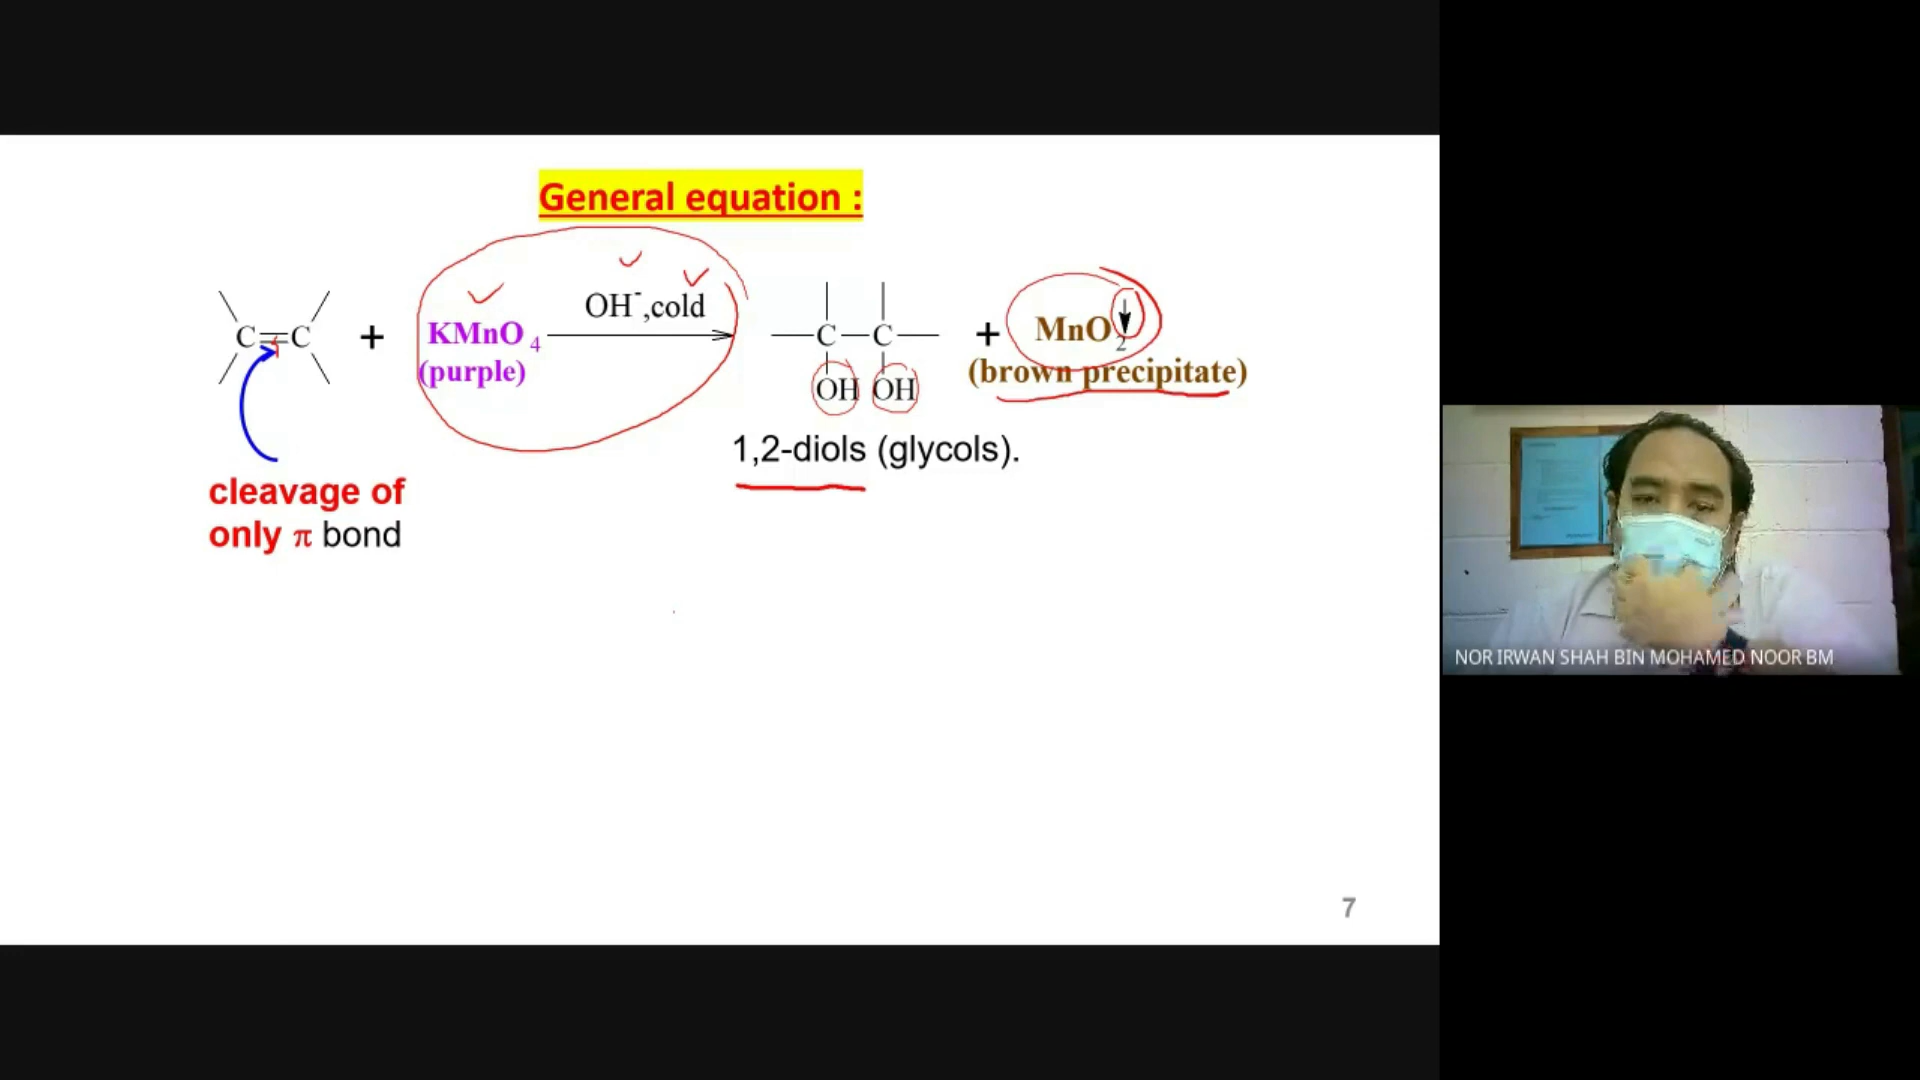 General equation :
C=C + KMnO4 OH-,cold C—C + MnO2↓
(purple) (brown precipitate)
OH OH
1,2-diols (glycols).
cleavage of
only π bond
7
NOR IRWAN SHAH BIN MOHAMED NOOR BM